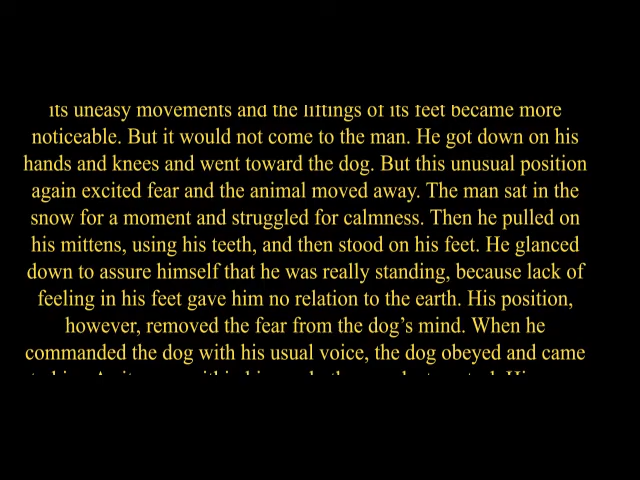 its uneasy movements and the liftings of its feet became more
noticeable. But it would not come to the man. He got down on his
hands and knees and went toward the dog. But this unusual position
again excited fear and the animal moved away. The man sat in the
snow for a moment and struggled for calmness. Then he pulled on
his mittens, using his teeth, and then stood on his feet. He glanced
down to assure himself that he was really standing, because lack of
feeling in his feet gave him no relation to the earth. His position,
however, removed the fear from the dog’s mind. When he
commanded the dog with his usual voice, the dog obeyed and came